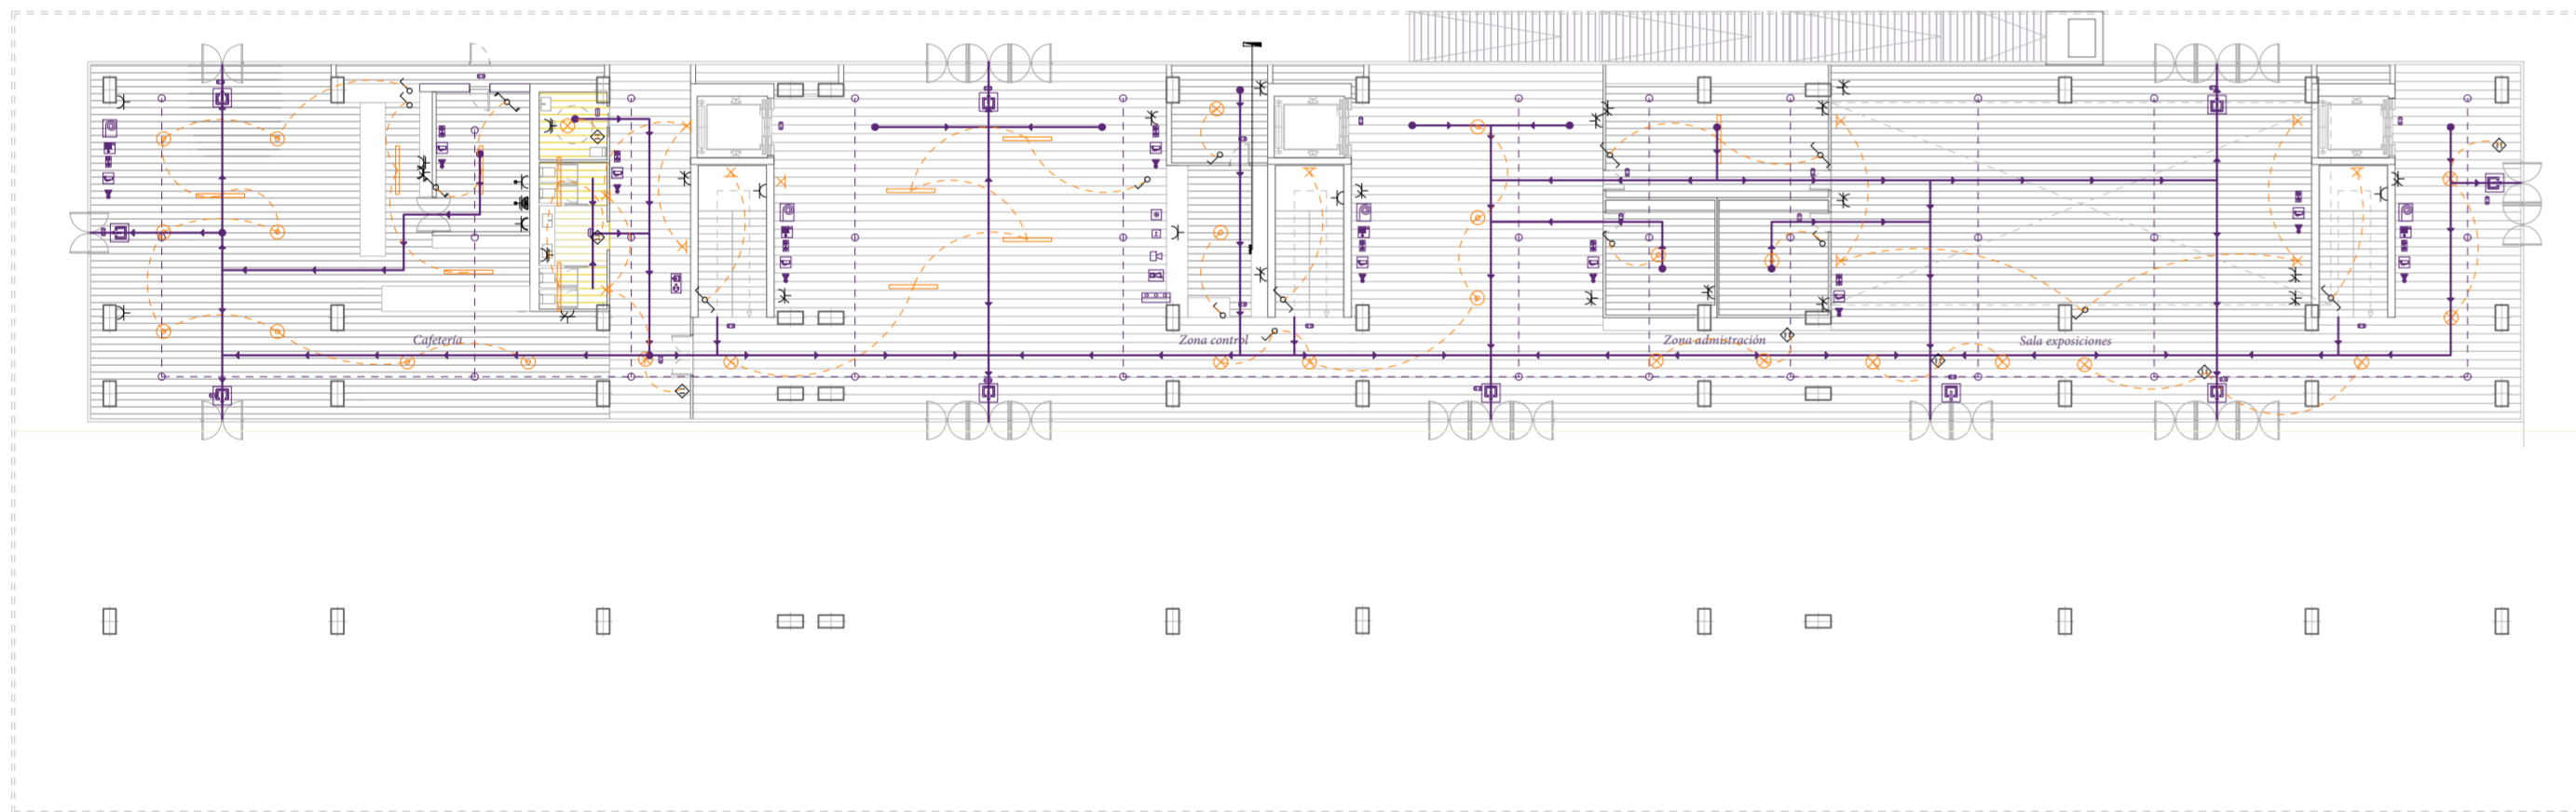 Cafetería
Zona control
Zona admistración
Sala exposiciones